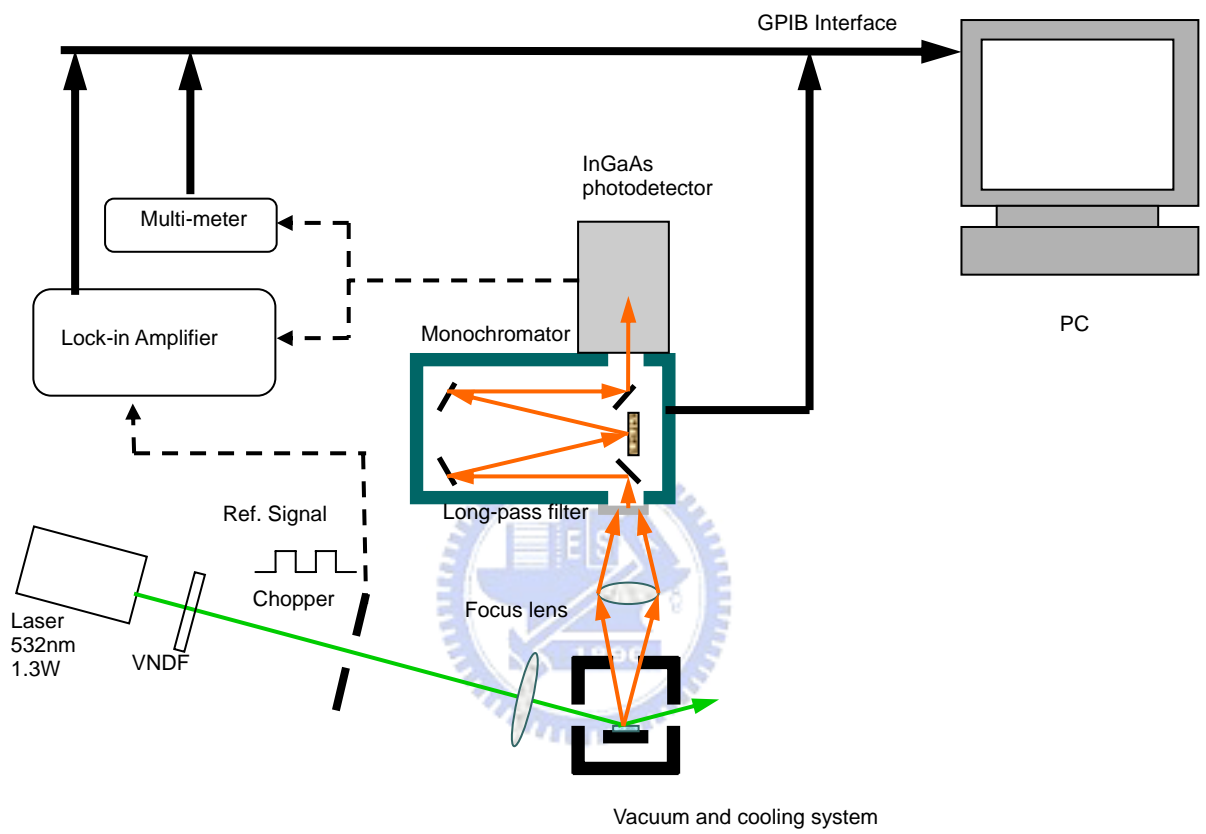 GPIB Interface
InGaAs
photodetector
Multi-meter
Lock-in Amplifier
Monochromator
PC
Long-pass filter
Ref. Signal
Chopper
Focus lens
Laser
532nm
1.3W
VNDF
E S
1896
Vacuum and cooling system